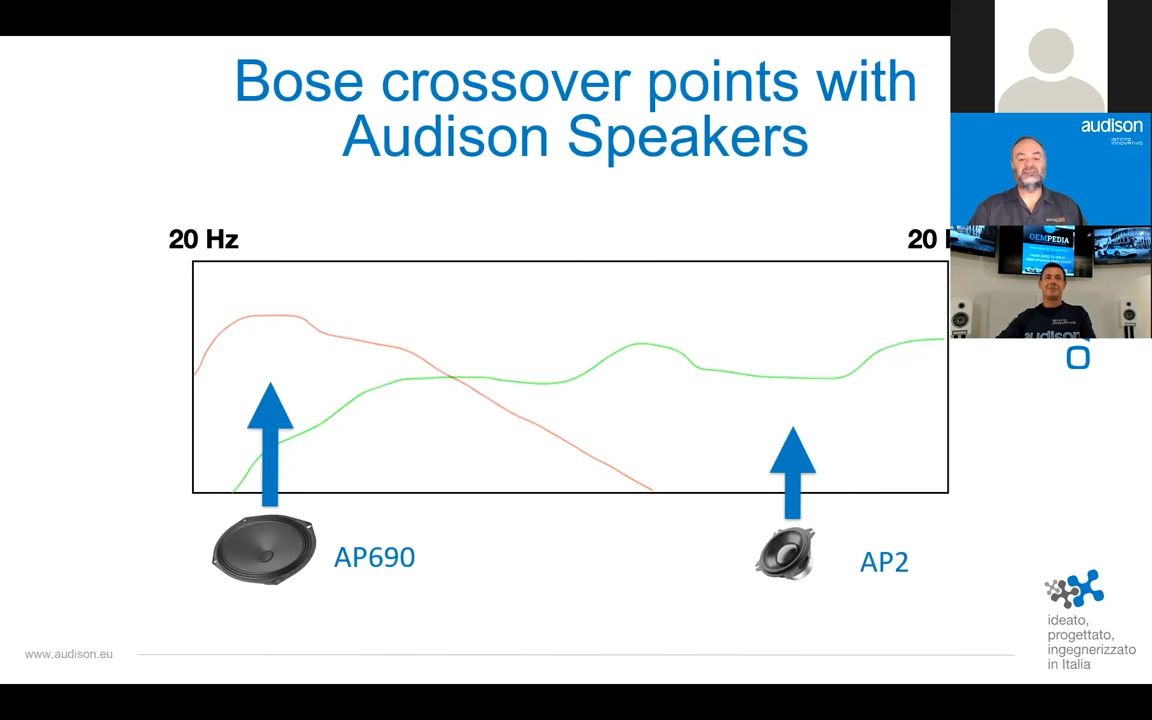 Bose crossover points with
Audison Speakers
audison
OEMPEDIA
20 Hz
20
audison
AP690
AP2
ideato,
progettato,
ingegnerizzato
in Italia
www.audison.eu